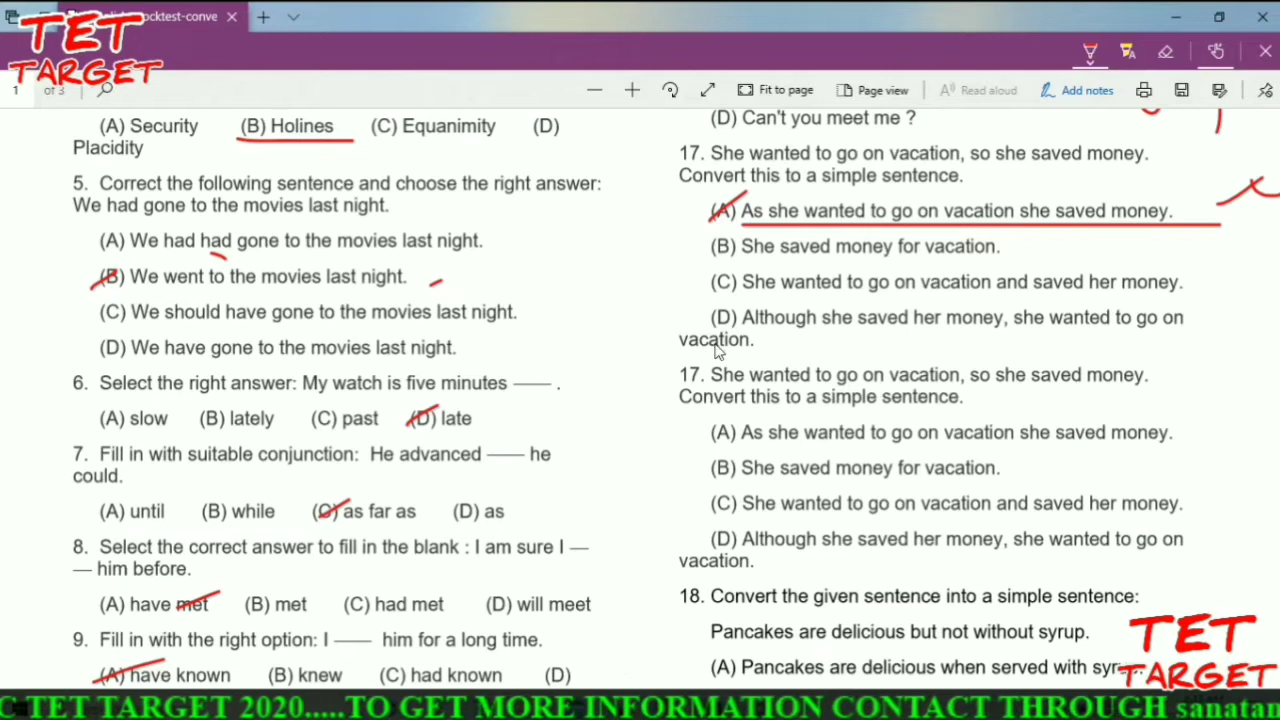 ocktest-conve
TET
TARGET
1 of 3
Fit to page
Page view
Read aloud
Add notes
(A) Security (B) Holines (C) Equanimity (D)
Placidity
5. Correct the following sentence and choose the right answer:
We had gone to the movies last night.
(A) We had had gone to the movies last night.
(B) We went to the movies last night.
(C) We should have gone to the movies last night.
(D) We have gone to the movies last night.
6. Select the right answer: My watch is five minutes —— .
(A) slow (B) lately (C) past (D) late
7. Fill in with suitable conjunction: He advanced —— he
could.
(A) until (B) while (C) as far as (D) as
8. Select the correct answer to fill in the blank : I am sure I —
— him before.
(A) have met (B) met (C) had met (D) will meet
9. Fill in with the right option: I —— him for a long time.
(A) have known (B) knew (C) had known (D)
(D) Can't you meet me ?
17. She wanted to go on vacation, so she saved money.
Convert this to a simple sentence.
(A) As she wanted to go on vacation she saved money.
(B) She saved money for vacation.
(C) She wanted to go on vacation and saved her money.
(D) Although she saved her money, she wanted to go on
vacation.
17. She wanted to go on vacation, so she saved money.
Convert this to a simple sentence.
(A) As she wanted to go on vacation she saved money.
(B) She saved money for vacation.
(C) She wanted to go on vacation and saved her money.
(D) Although she saved her money, she wanted to go on
vacation.
18. Convert the given sentence into a simple sentence:
Pancakes are delicious but not without syrup.
(A) Pancakes are delicious when served with syr
TET
TARGET
C TET TARGET 2020.....TO GET MORE INFORMATION CONTACT THROUGH sanatan